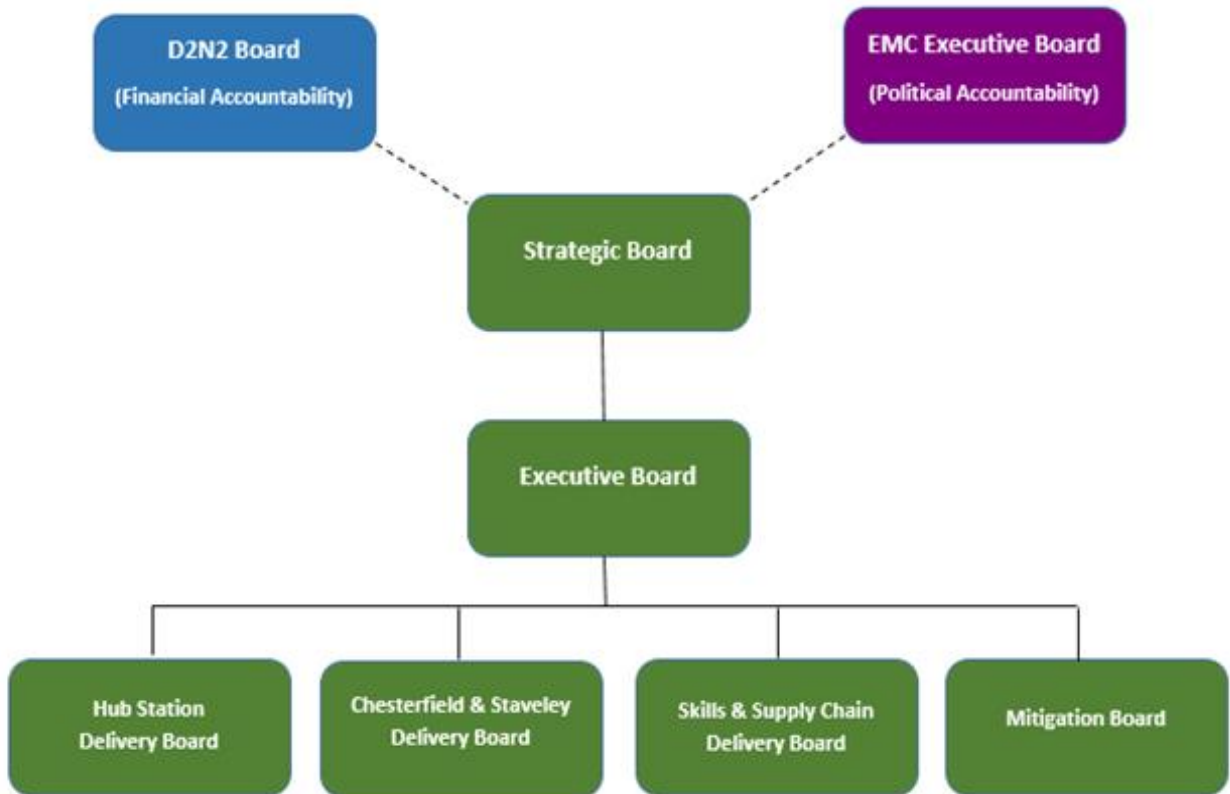 D2N2 Board
(Financial Accountability)
EMC Executive Board
(Political Accountability)
Strategic Board
Executive Board
Hub Station
Delivery Board
Chesterfield & Staveley
Delivery Board
Skills & Supply Chain
Delivery Board
Mitigation Board